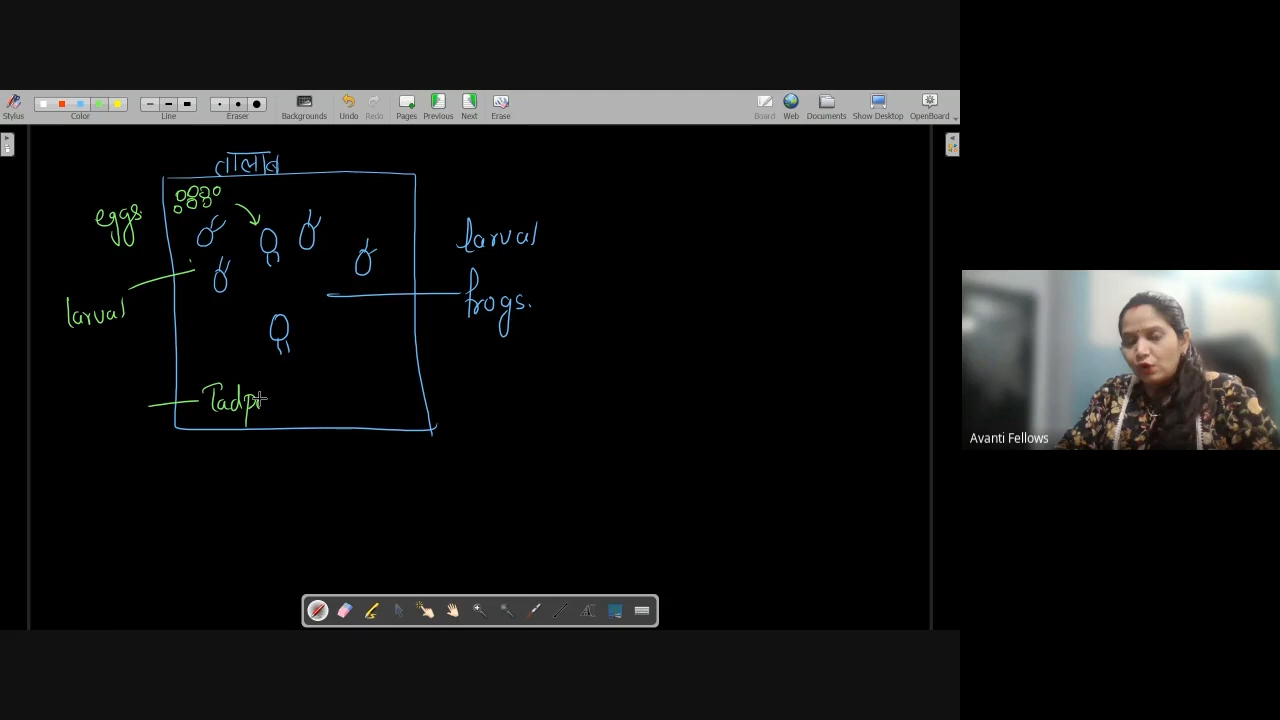 Stylus
Color
Line
Eraser
Backgrounds
Undo
Redo
Pages
Previous
Next
Erase
Board
Web
Documents
Show Desktop
OpenBoard
तालाब
eggs
larval
larval
frogs.
Tadp
Avanti Fellows